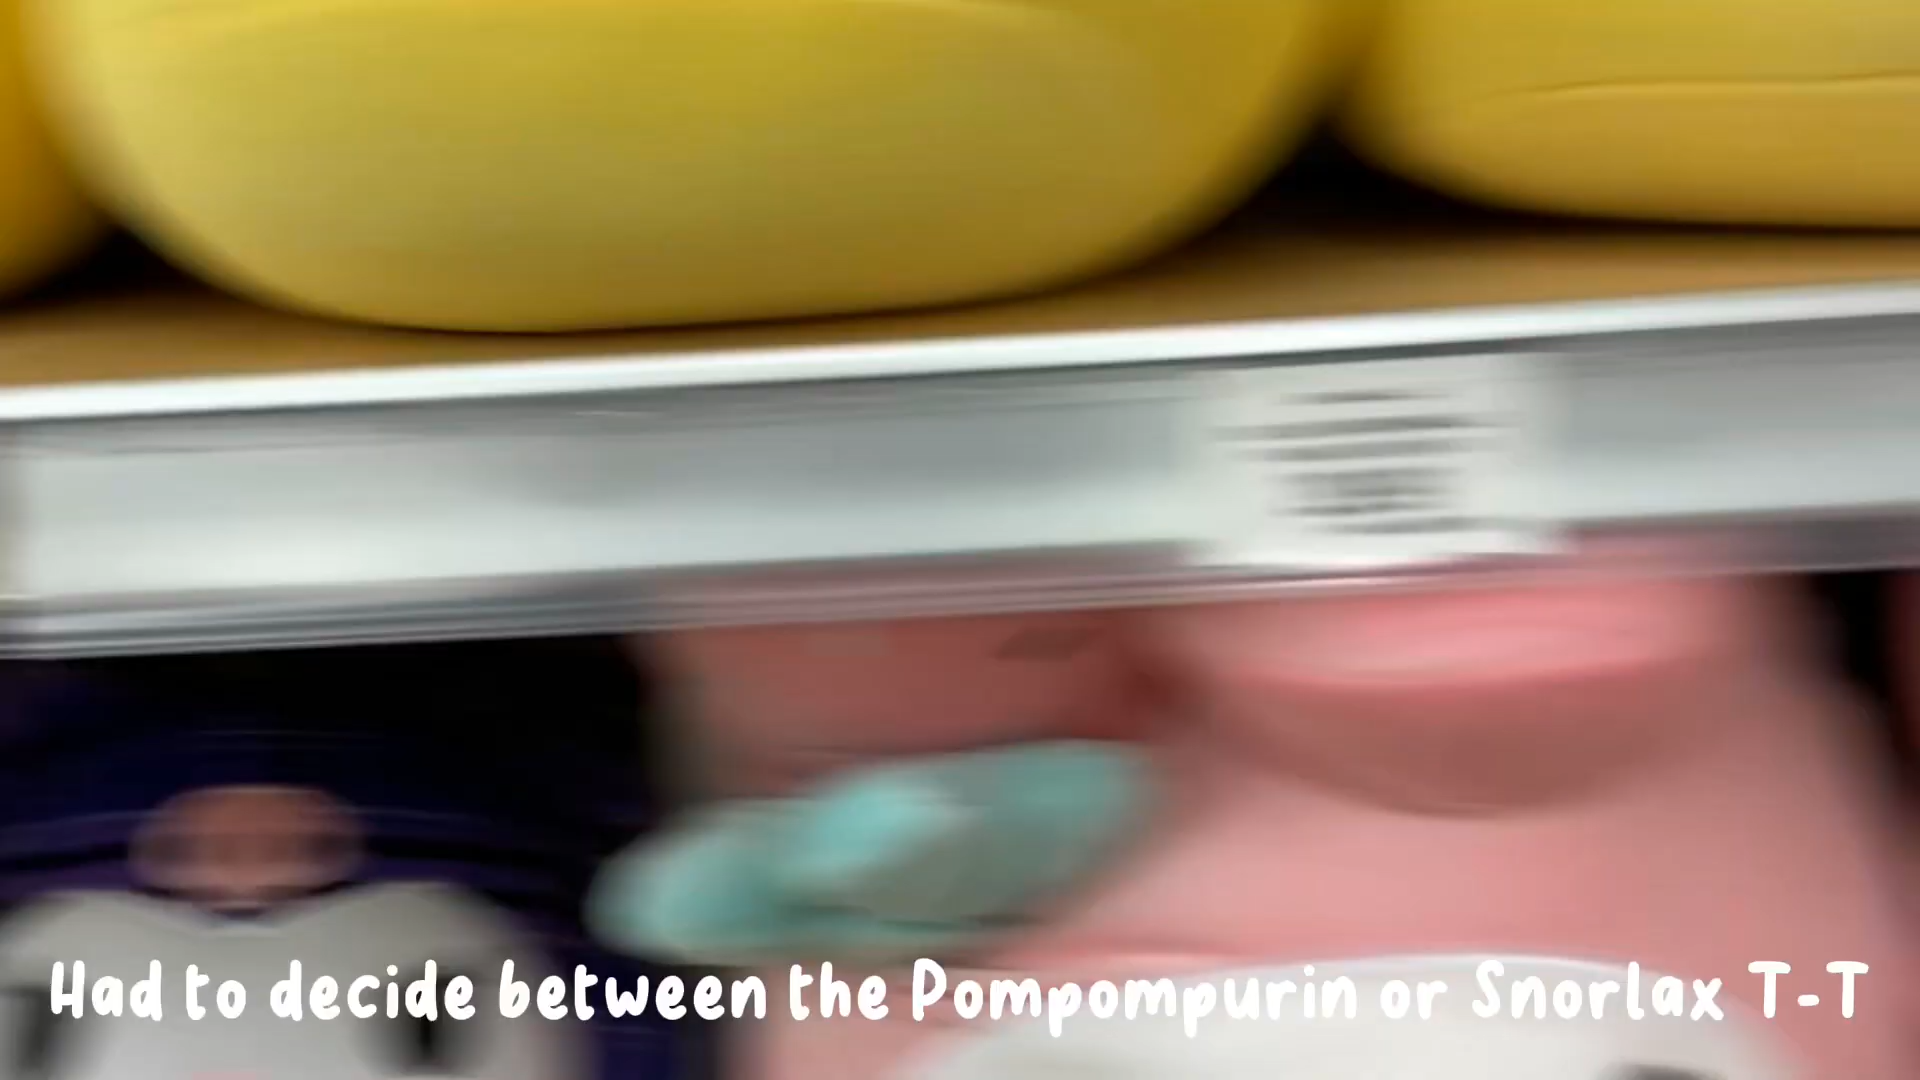 Had to decide between the Pompompurin or Snorlax T-T